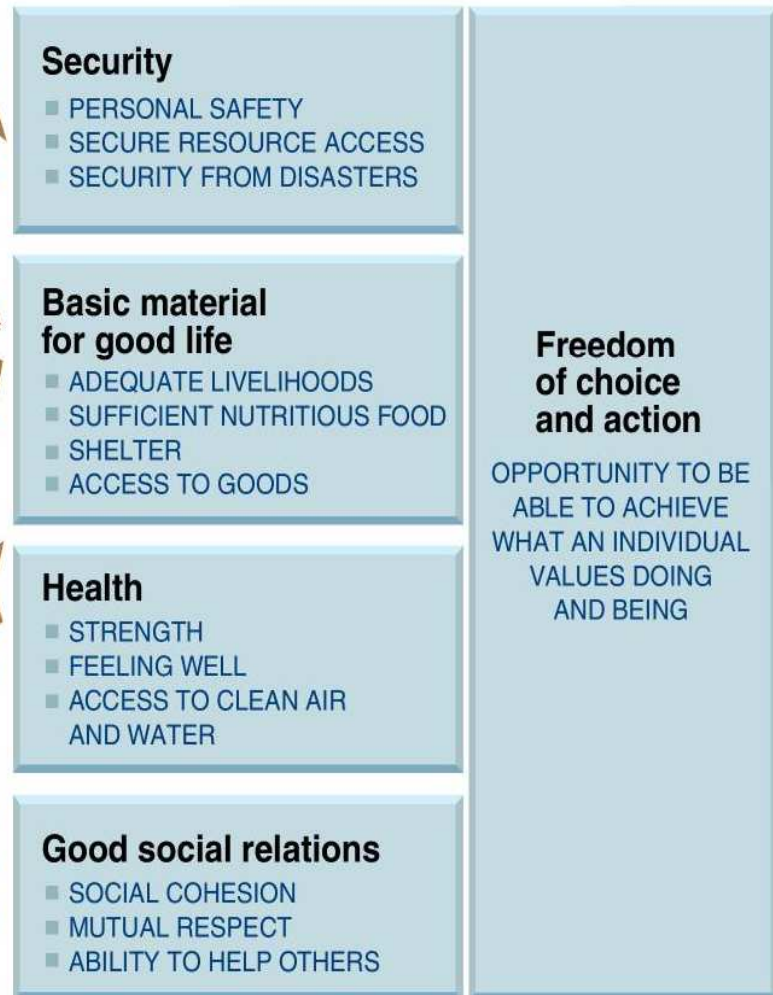 Security
PERSONAL SAFETY
SECURE RESOURCE ACCESS
SECURITY FROM DISASTERS
Basic material
for good life
ADEQUATE LIVELIHOODS
SUFFICIENT NUTRITIOUS FOOD
SHELTER
ACCESS TO GOODS
Health
STRENGTH
FEELING WELL
ACCESS TO CLEAN AIR
AND WATER
Good social relations
SOCIAL COHESION
MUTUAL RESPECT
ABILITY TO HELP OTHERS
Freedom
of choice
and action
OPPORTUNITY TO BE
ABLE TO ACHIEVE
WHAT AN INDIVIDUAL
VALUES DOING
AND BEING